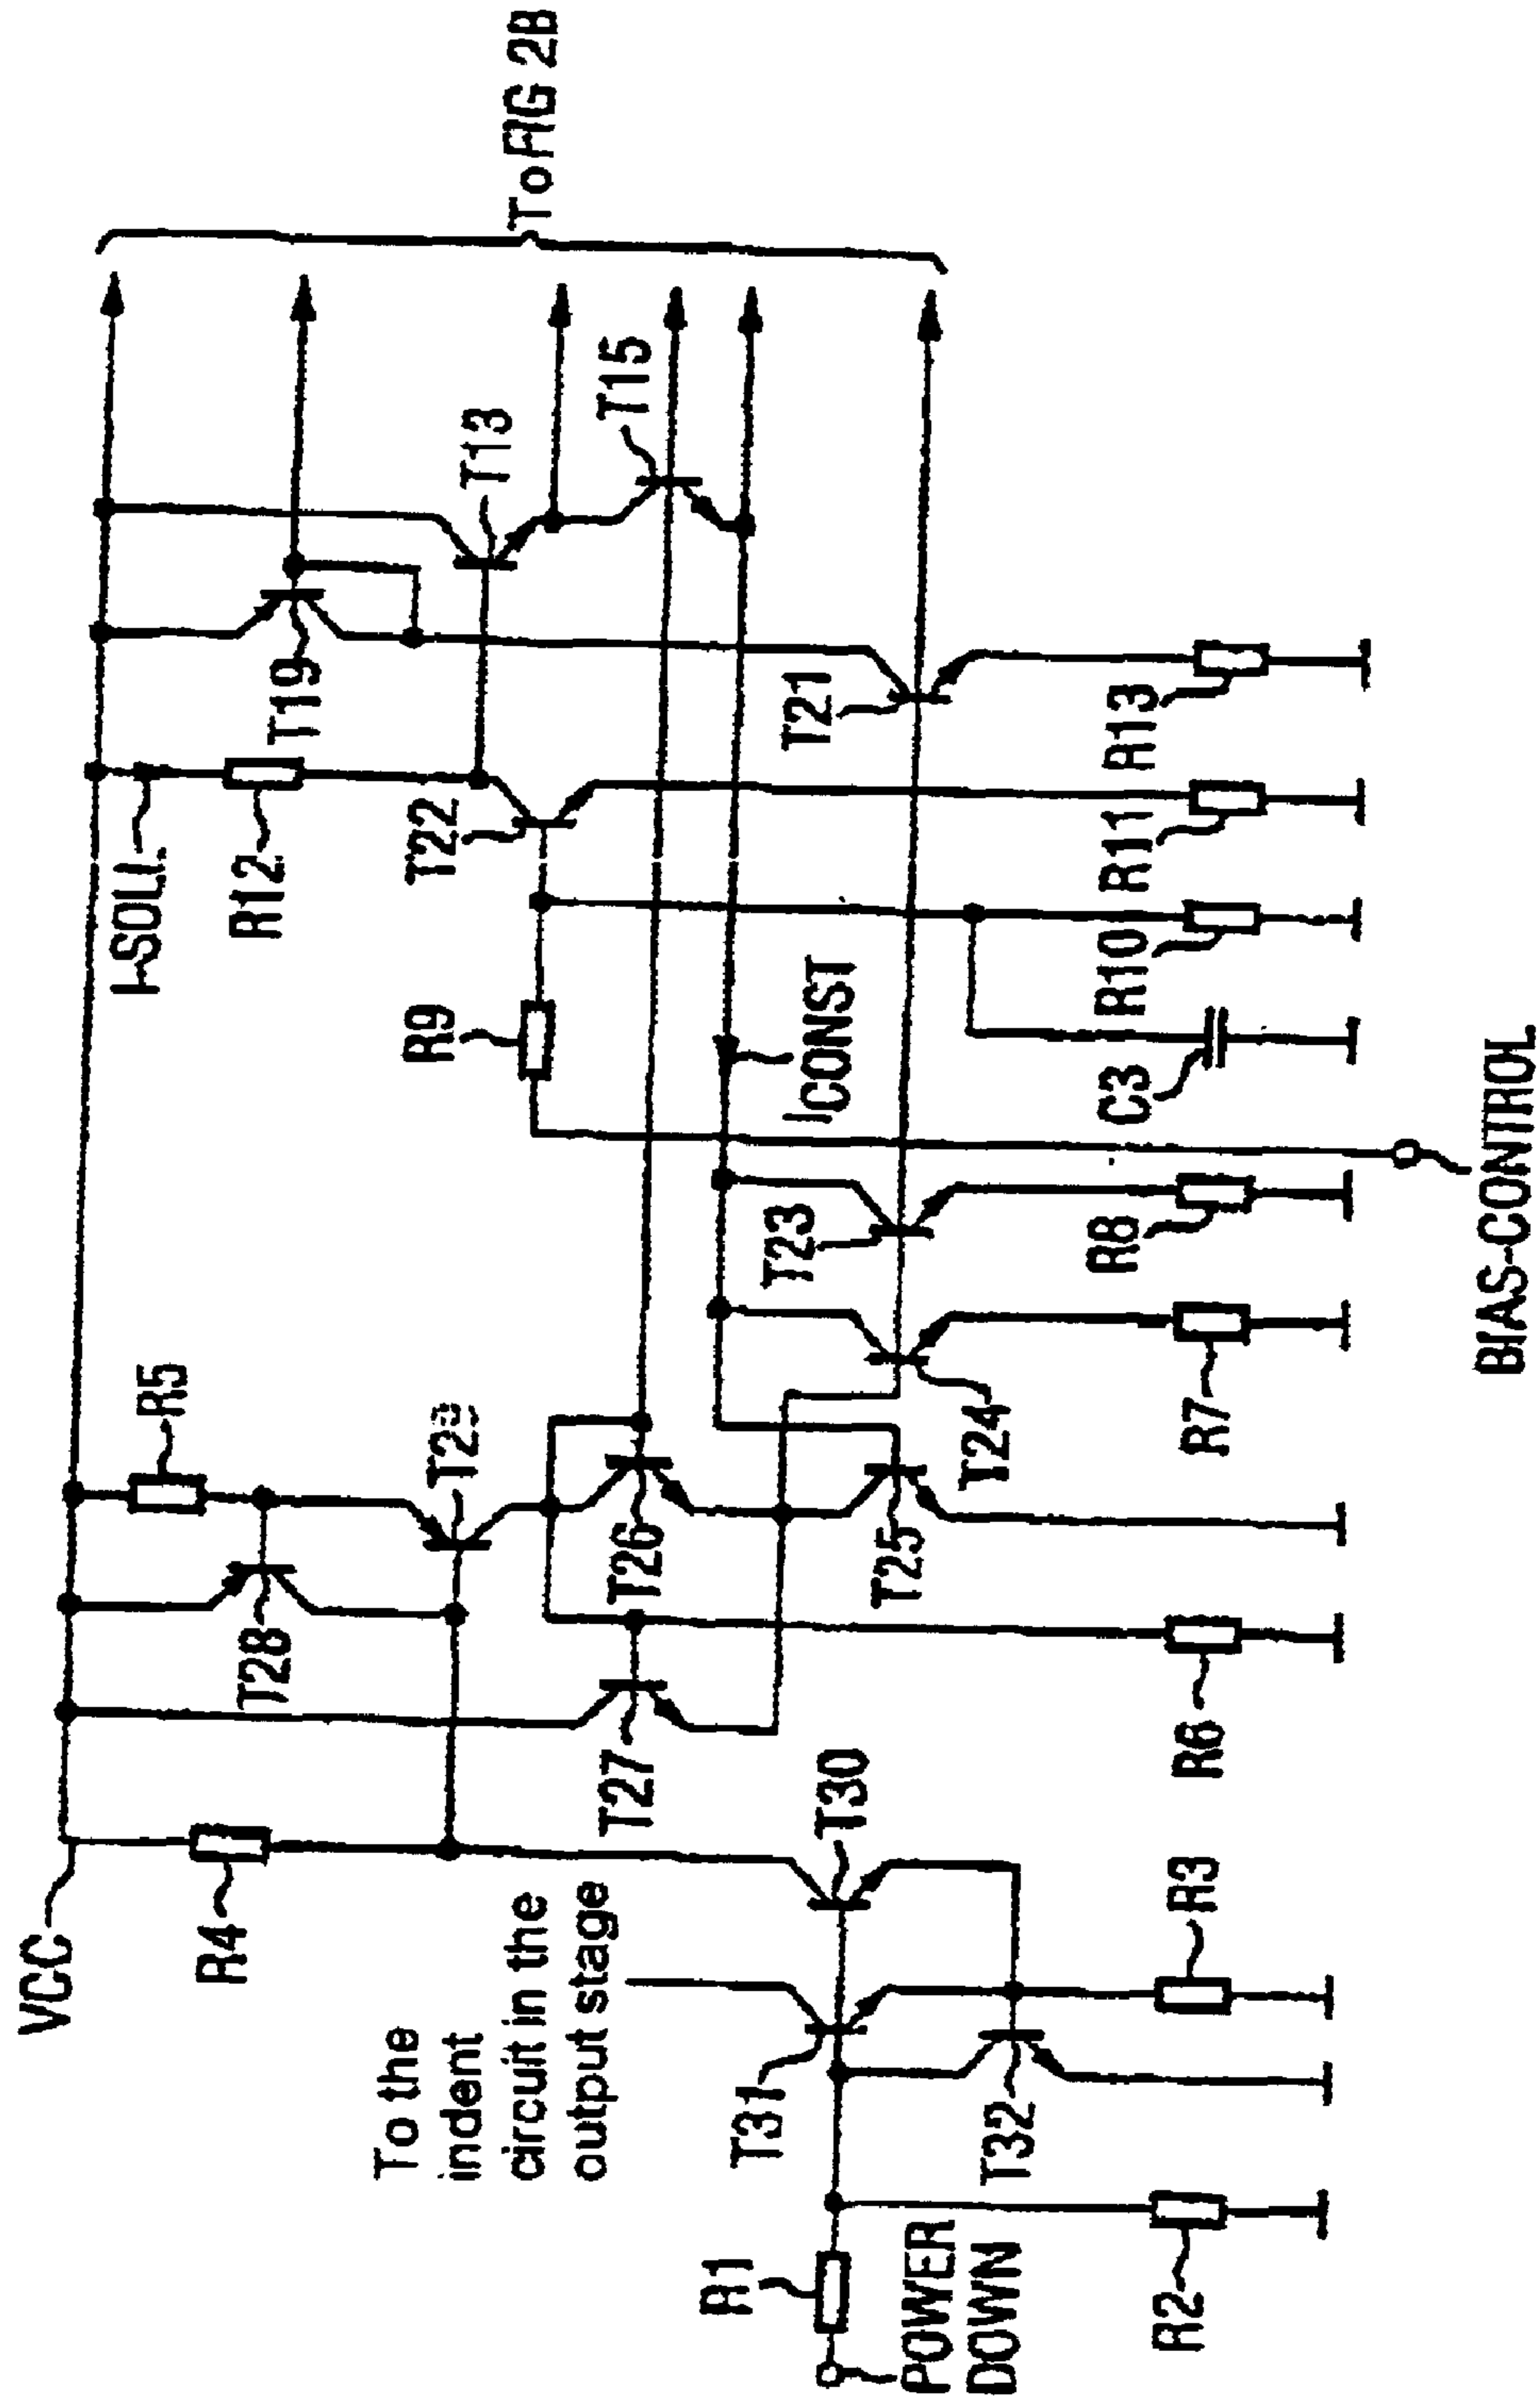 VCC
R4
To the
indent
circuit in the
output stage
R1
POWER
DOWN
R2
T31
T32
T30
R3
T27
T28
R5
T29
T26
T25
R6
T24
R7
T23
R8
BIAS-CONTROL
ICONST
R9
C3
R10
I-SOLL
R12
T22
R11
T19
T21
R13
T13
T15
To FIG 2B